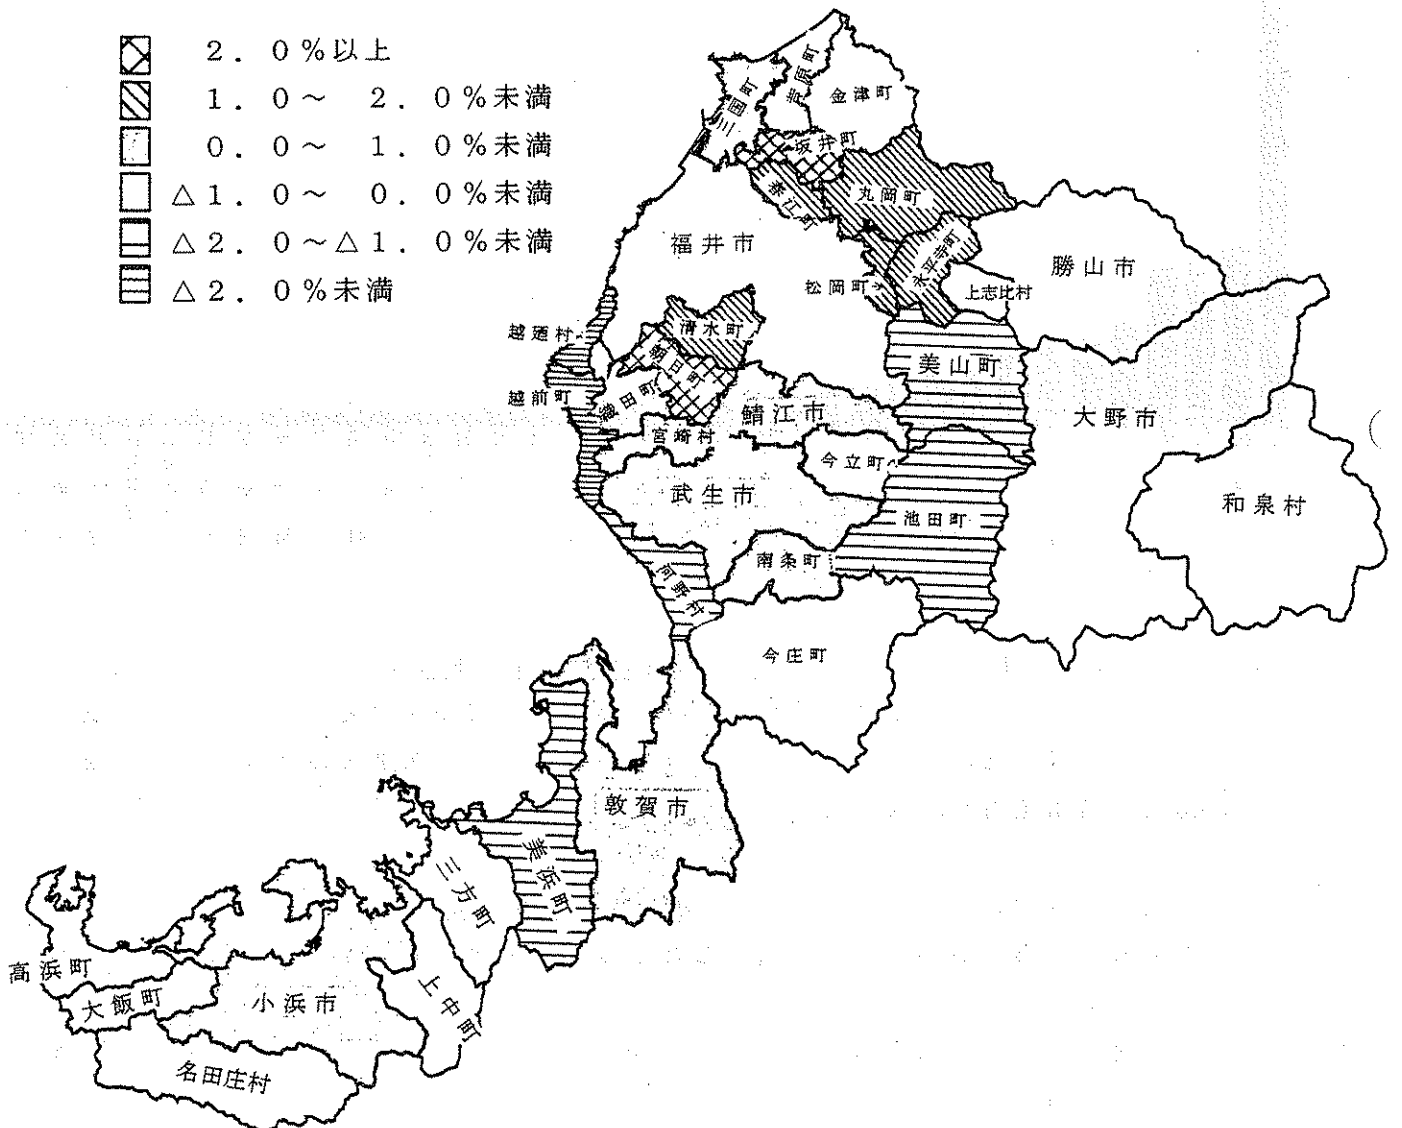 ２．０％以上
１．０～　２．０％未満
０．０～　１．０％未満
△１．０～　０．０％未満
△２．０～△１．０％未満
△２．０％未満
芦原町
三国町
金津町
坂井町
春江町
丸岡町
福井市
永平寺町
勝山市
松岡町
上志比村
越廼村
清水町
朝日町
美山町
越前町
織田町
鯖江市
大野市
宮崎村
今立町
武生市
池田町
和泉村
南条町
河野村
今庄町
敦賀市
美浜町
三方町
高浜町
大飯町
小浜市
上中町
名田庄村